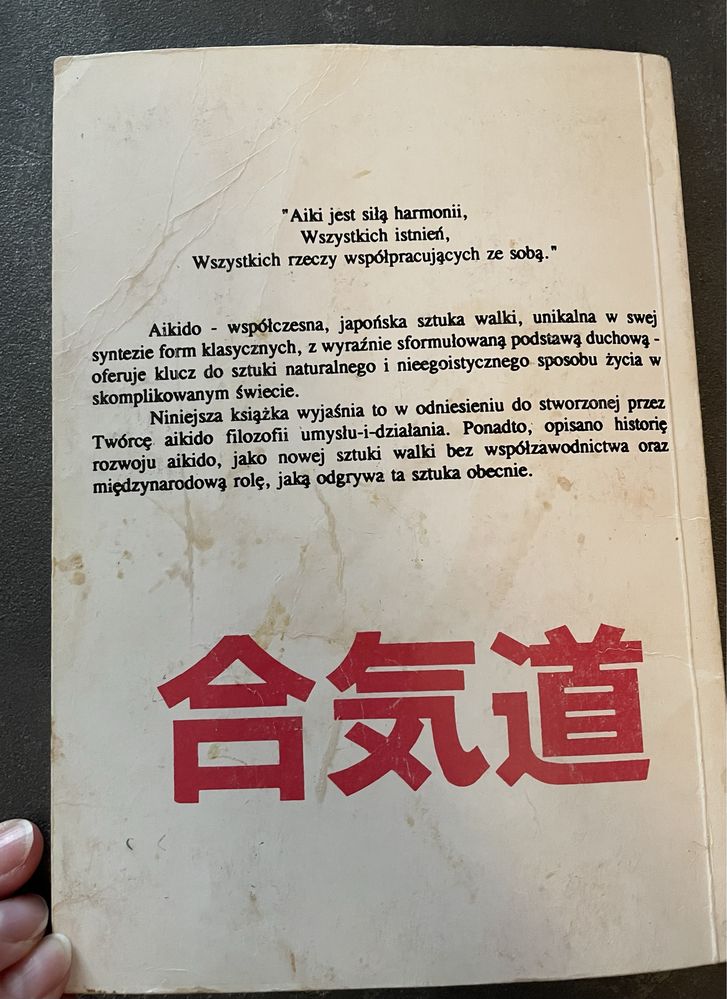 "Aiki jest siłą harmonii,
Wszystkich istnień,
Wszystkich rzeczy współpracujących ze sobą."
Aikido - współczesna, japońska sztuka walki, unikalna w swej
syntezie form klasycznych, z wyraźnie sformułowaną podstawą duchową -
oferuje klucz do sztuki naturalnego i nieegoistycznego sposobu życia w
skomplikowanym świecie.
Niniejsza książka wyjaśnia to w odniesieniu do stworzonej przez
Twórcę aikido filozofii umysłu-i-działania. Ponadto, opisano historię
rozwoju aikido, jako nowej sztuki walki bez współzawodnictwa oraz
międzynarodową rolę, jaką odgrywa ta sztuka obecnie.
合気道